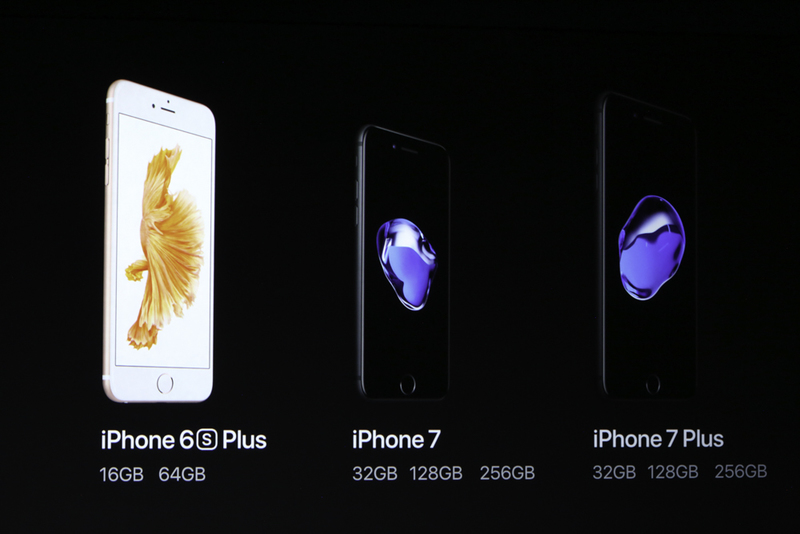 iPhone 6S Plus
16GB 64GB
iPhone 7
32GB 128GB 256GB
iPhone 7 Plus
32GB 128GB 256GB